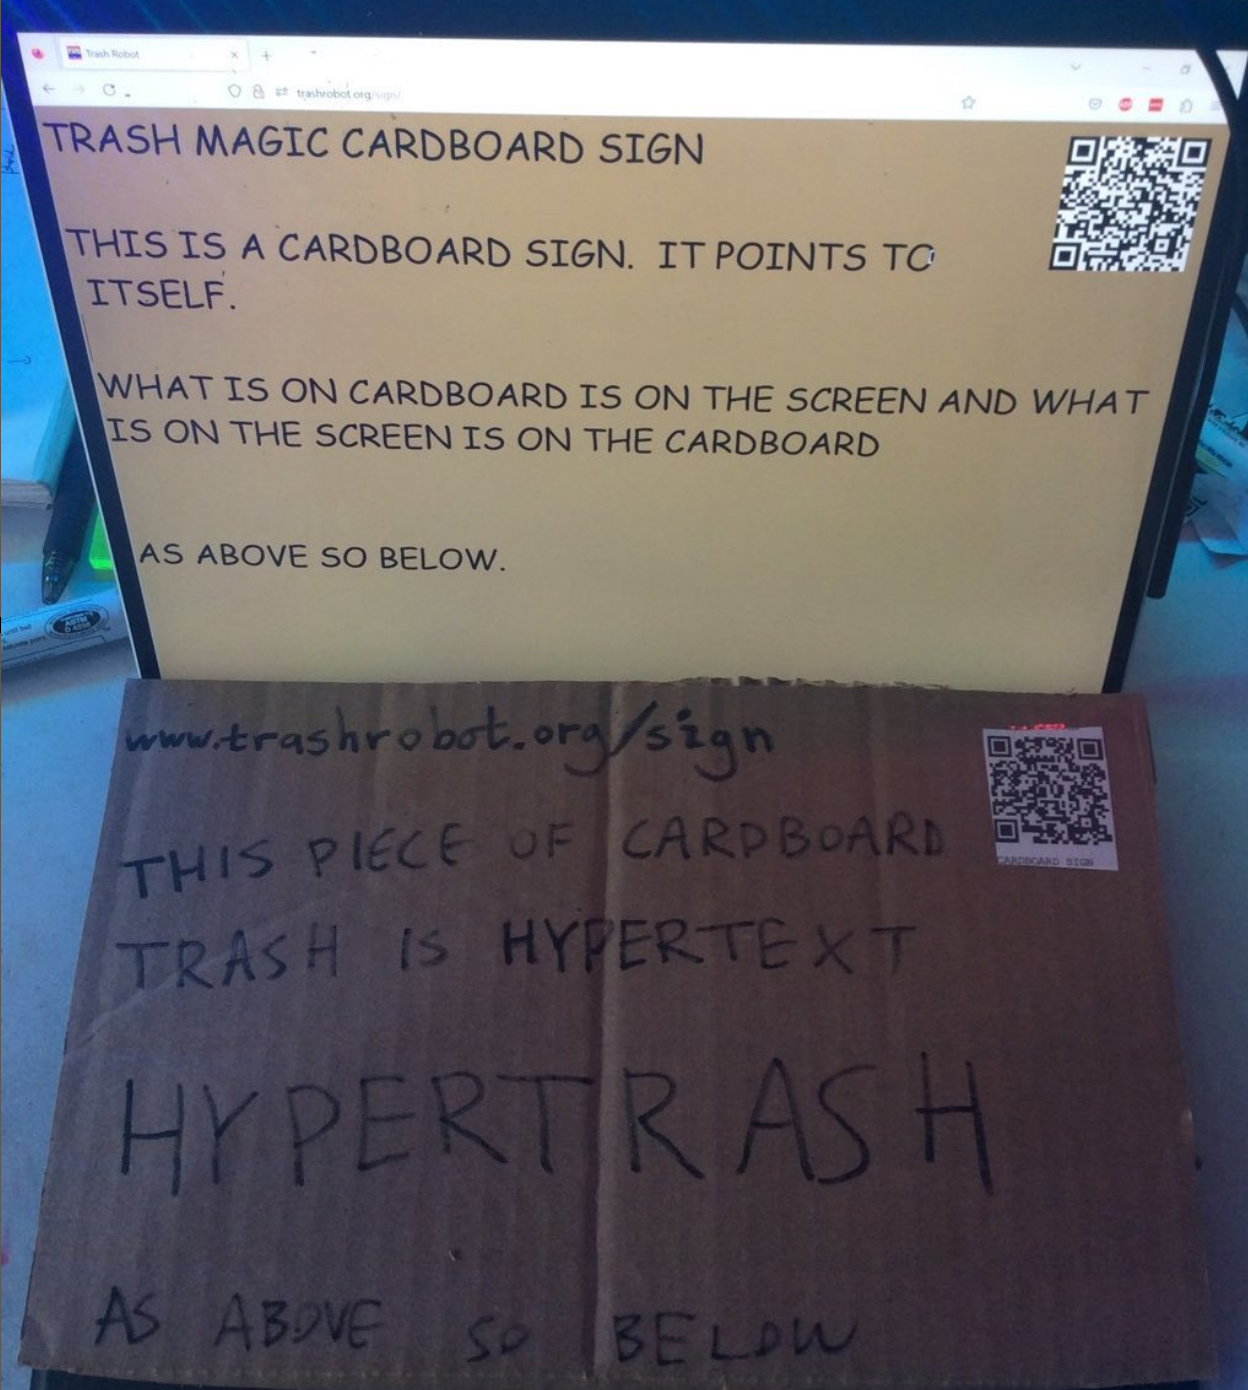 Trash Robot
trashrobot.org/sign/
TRASH MAGIC CARDBOARD SIGN
THIS IS A CARDBOARD SIGN. IT POINTS TO
ITSELF.
WHAT IS ON CARDBOARD IS ON THE SCREEN AND WHAT
IS ON THE SCREEN IS ON THE CARDBOARD
AS ABOVE SO BELOW.
www.trashrobot.org/sign
CARDBOARD SIGN
THIS PIECE OF CARDBOARD
TRASH IS HYPERTEXT
HYPERTRASH
AS ABOVE SO BELOW